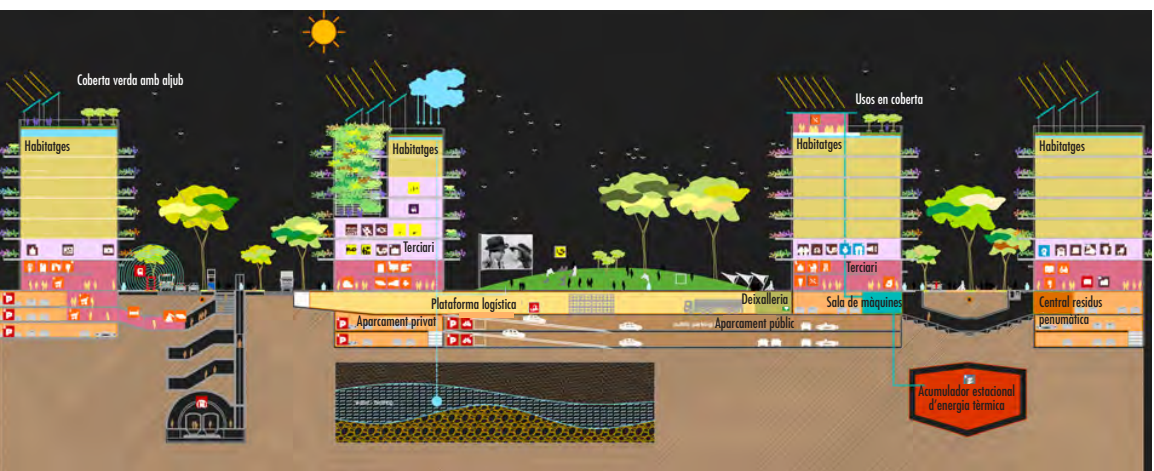 Coberta verda amb aljub
Usos en coberta
Habitatges
Habitatges
Habitatges
Habitatges
Terciari
Terciari
Plataforma logística
Deixalleria
Sala de màquines
Central residus
penumàtica
Aparcament privat
Aparcament públic
Acumulador estacional
d'energia tèrmica